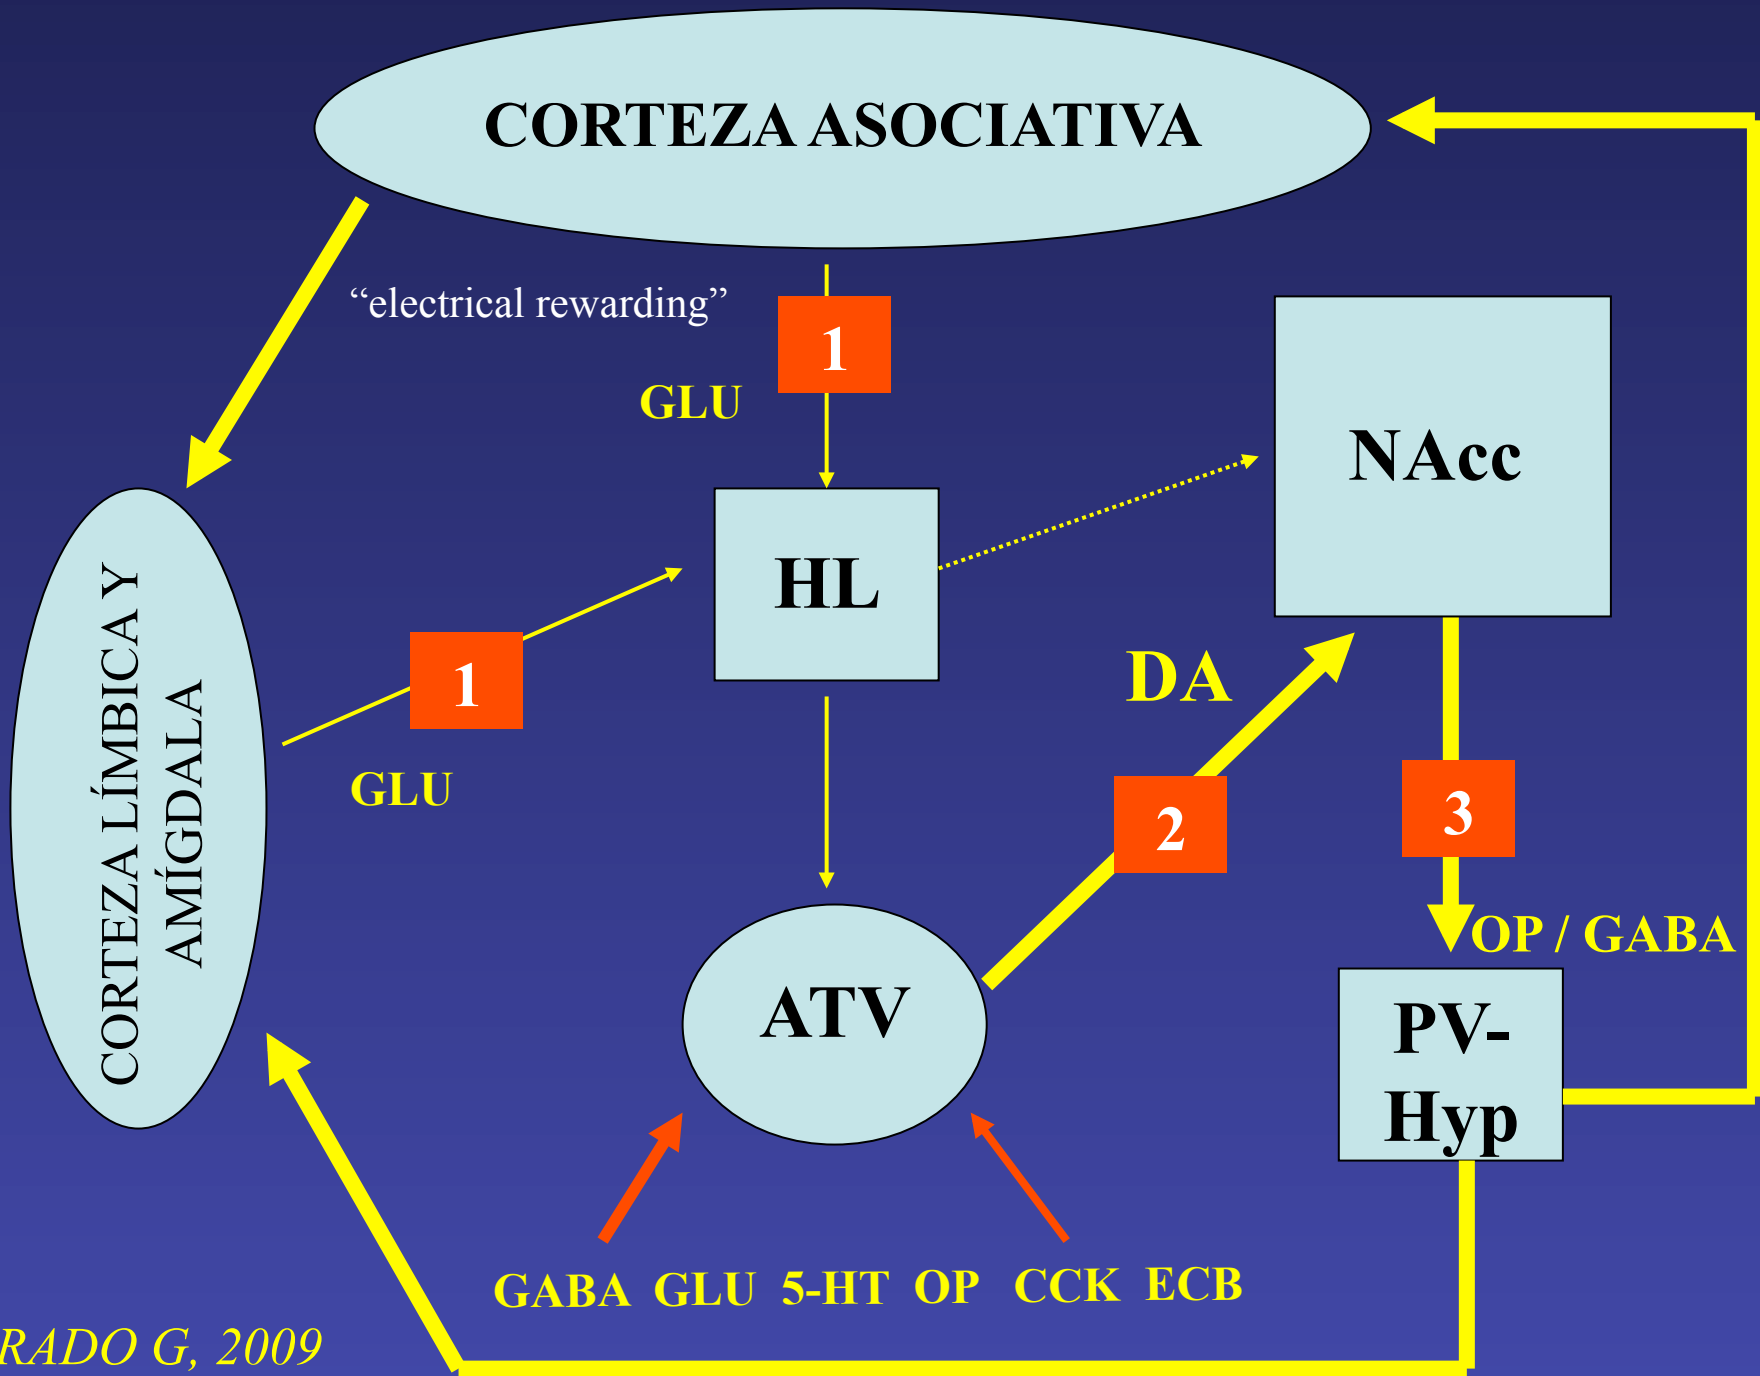 CORTEZA ASOCIATIVA
“electrical rewarding”
1
GLU
NAcc
HL
CORTEZA LÍMBICA Y
AMÍGDALA
1
GLU
DA
2
3
OP / GABA
ATV
PV-
Hyp
GABA GLU 5-HT OP CCK ECB
RADO G, 2009